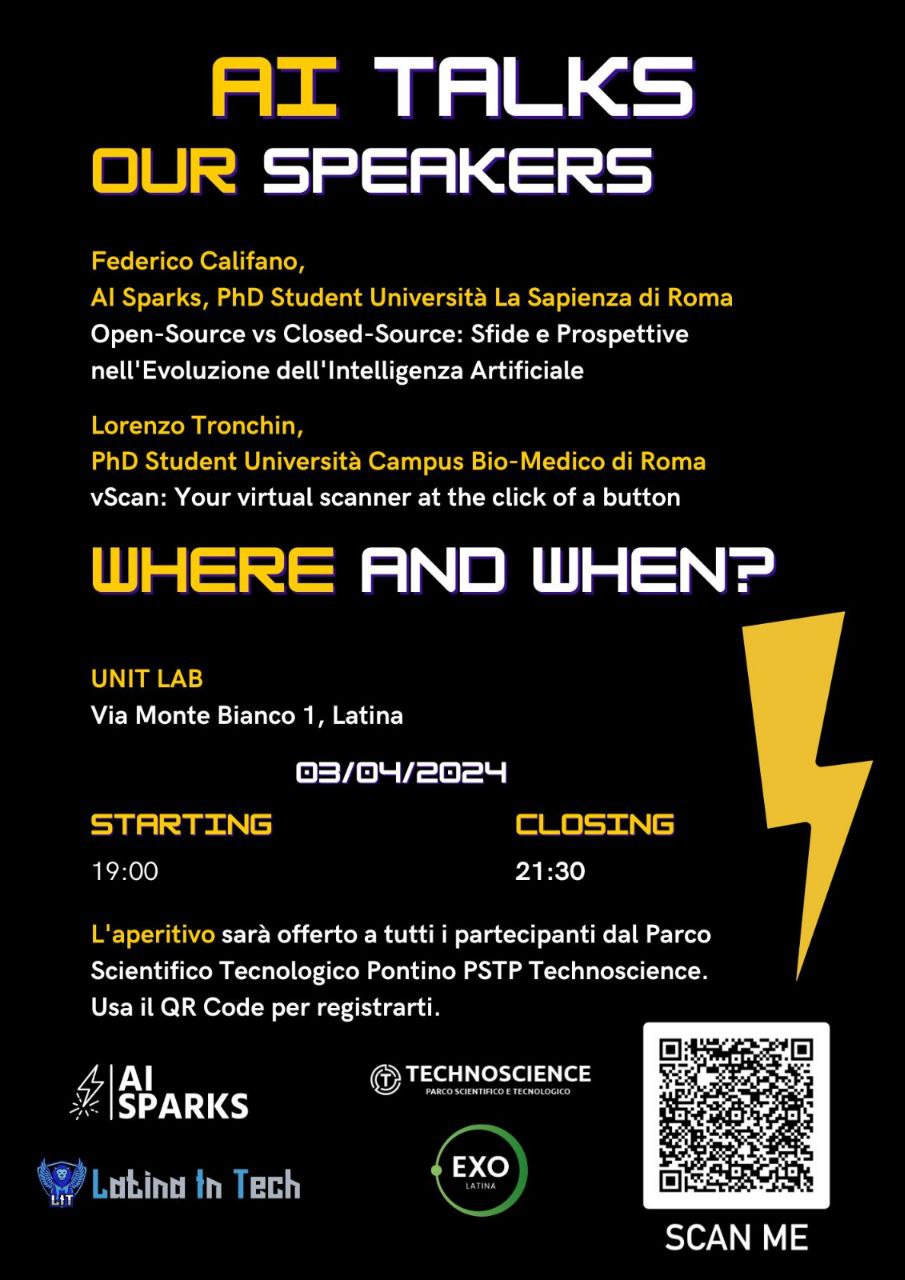 AI TALKS
OUR SPEAKERS
Federico Califano,
AI Sparks, PhD Student Università La Sapienza di Roma
Open-Source vs Closed-Source: Sfide e Prospettive
nell'Evoluzione dell'Intelligenza Artificiale
Lorenzo Tronchin,
PhD Student Università Campus Bio-Medico di Roma
vScan: Your virtual scanner at the click of a button
WHERE AND WHEN?
UNIT LAB
Via Monte Bianco 1, Latina
03/04/2024
STARTING
19:00
CLOSING
21:30
L'aperitivo sarà offerto a tutti i partecipanti dal Parco
Scientifico Tecnologico Pontino PSTP Technoscience.
Usa il QR Code per registrarti.
AI
SPARKS
TECHNOSCIENCE
PARCO SCIENTIFICO E TECNOLOGICO
LIT
Latina In Tech
EXO
LATINA
SCAN ME